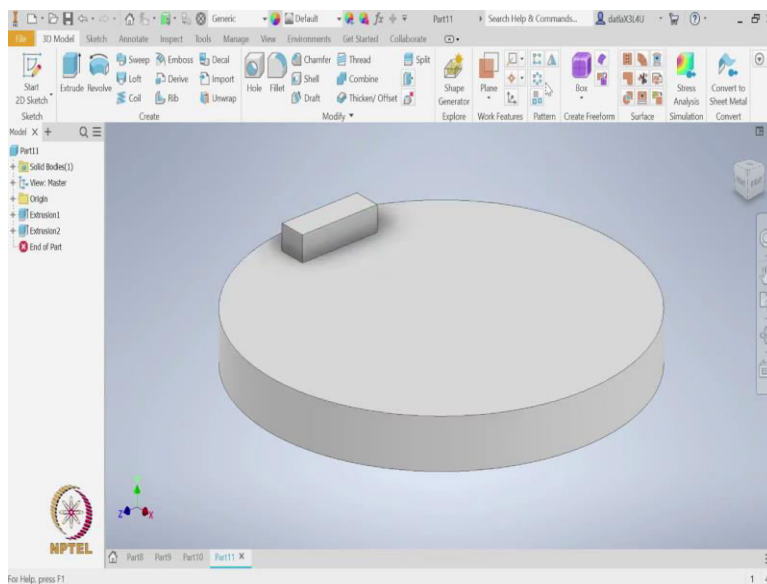 Generic Default fx Part11 Search Help & Commands... datlaX3L4U
File 3D Model Sketch Annotate Inspect Tools Manage View Environments Get Started Collaborate
Start 2D Sketch
Extrude Revolve
Sweep Emboss Decal
Loft Derive Import
Coil Rib Unwrap
Hole Fillet
Chamfer Thread Split
Shell Combine
Draft Thicken/ Offset
Shape Generator
Plane
Box
Stress Analysis
Convert to Sheet Metal
Sketch Create Modify Explore Work Features Pattern Create Freeform Surface Simulation Convert
Model X +
Part11
Solid Bodies(1)
View: Master
Origin
Extrusion1
Extrusion2
End of Part
Z X
NPTEL
Part8 Part9 Part10 Part11 X
For Help, press F1 1